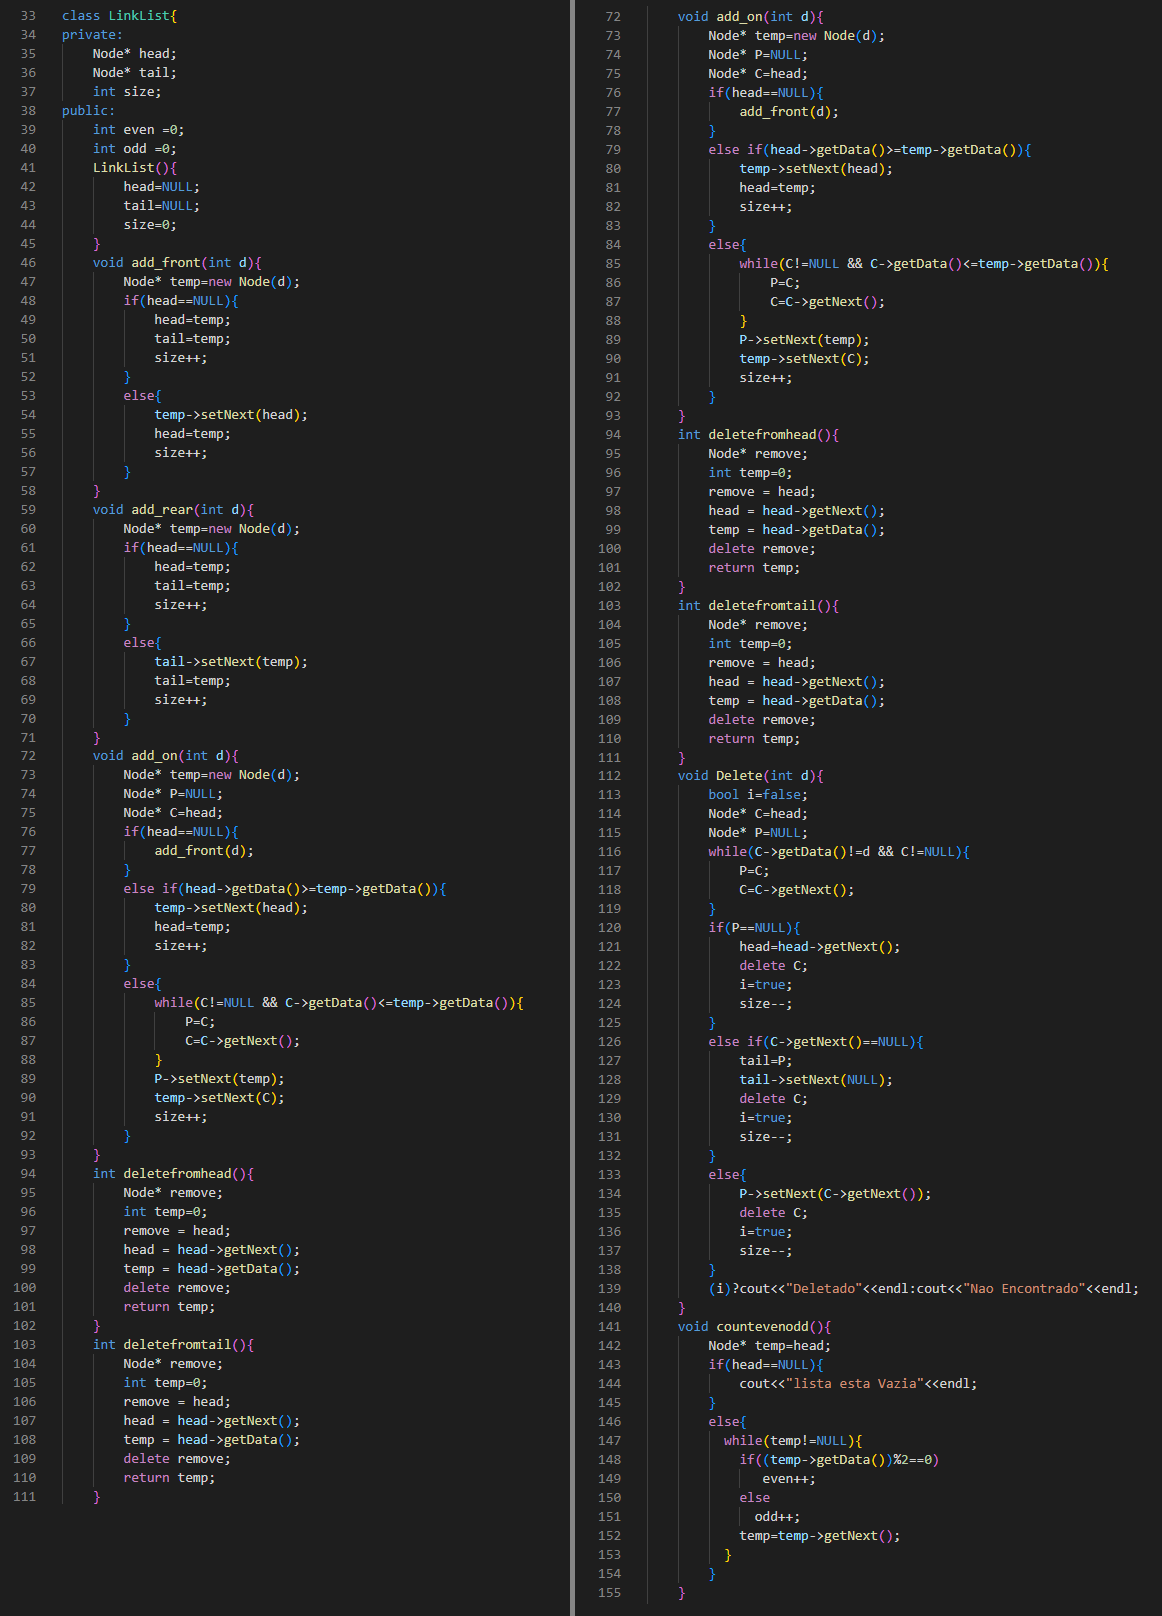 33 class LinkList{
34 private:
35 Node* head;
36 Node* tail;
37 int size;
38 public:
39 int even =0;
40 int odd =0;
41 LinkList(){
42 head=NULL;
43 tail=NULL;
44 size=0;
45 }
46 void add_front(int d){
47 Node* temp=new Node(d);
48 if(head==NULL){
49 head=temp;
50 tail=temp;
51 size++;
52 }
53 else{
54 temp->setNext(head);
55 head=temp;
56 size++;
57 }
58 }
59 void add_rear(int d){
60 Node* temp=new Node(d);
61 if(head==NULL){
62 head=temp;
63 tail=temp;
64 size++;
65 }
66 else{
67 tail->setNext(temp);
68 tail=temp;
69 size++;
70 }
71 }
72 void add_on(int d){
73 Node* temp=new Node(d);
74 Node* P=NULL;
75 Node* C=head;
76 if(head==NULL){
77 add_front(d);
78 }
79 else if(head->getData()>=temp->getData()){
80 temp->setNext(head);
81 head=temp;
82 size++;
83 }
84 else{
85 while(C!=NULL && C->getData()<=temp->getData()){
86 P=C;
87 C=C->getNext();
88 }
89 P->setNext(temp);
90 temp->setNext(C);
91 size++;
92 }
93 }
94 int deletefromhead(){
95 Node* remove;
96 int temp=0;
97 remove = head;
98 head = head->getNext();
99 temp = head->getData();
100 delete remove;
101 return temp;
102 }
103 int deletefromtail(){
104 Node* remove;
105 int temp=0;
106 remove = head;
107 head = head->getNext();
108 temp = head->getData();
109 delete remove;
110 return temp;
111 }
72 void add_on(int d){
73 Node* temp=new Node(d);
74 Node* P=NULL;
75 Node* C=head;
76 if(head==NULL){
77 add_front(d);
78 }
79 else if(head->getData()>=temp->getData()){
80 temp->setNext(head);
81 head=temp;
82 size++;
83 }
84 else{
85 while(C!=NULL && C->getData()<=temp->getData()){
86 P=C;
87 C=C->getNext();
88 }
89 P->setNext(temp);
90 temp->setNext(C);
91 size++;
92 }
93 }
94 int deletefromhead(){
95 Node* remove;
96 int temp=0;
97 remove = head;
98 head = head->getNext();
99 temp = head->getData();
100 delete remove;
101 return temp;
102 }
103 int deletefromtail(){
104 Node* remove;
105 int temp=0;
106 remove = head;
107 head = head->getNext();
108 temp = head->getData();
109 delete remove;
110 return temp;
111 }
112 void Delete(int d){
113 bool i=false;
114 Node* C=head;
115 Node* P=NULL;
116 while(C->getData()!=d && C!=NULL){
117 P=C;
118 C=C->getNext();
119 }
120 if(P==NULL){
121 head=head->getNext();
122 delete C;
123 i=true;
124 size--;
125 }
126 else if(C->getNext()==NULL){
127 tail=P;
128 tail->setNext(NULL);
129 delete C;
130 i=true;
131 size--;
132 }
133 else{
134 P->setNext(C->getNext());
135 delete C;
136 i=true;
137 size--;
138 }
139 (i)?cout<<"Deletado"<<endl:cout<<"Nao Encontrado"<<endl;
140 }
141 void countevenodd(){
142 Node* temp=head;
143 if(head==NULL){
144 cout<<"lista esta Vazia"<<endl;
145 }
146 else{
147 while(temp!=NULL){
148 if((temp->getData())%2==0)
149 even++;
150 else
151 odd++;
152 temp=temp->getNext();
153 }
154 }
155 }